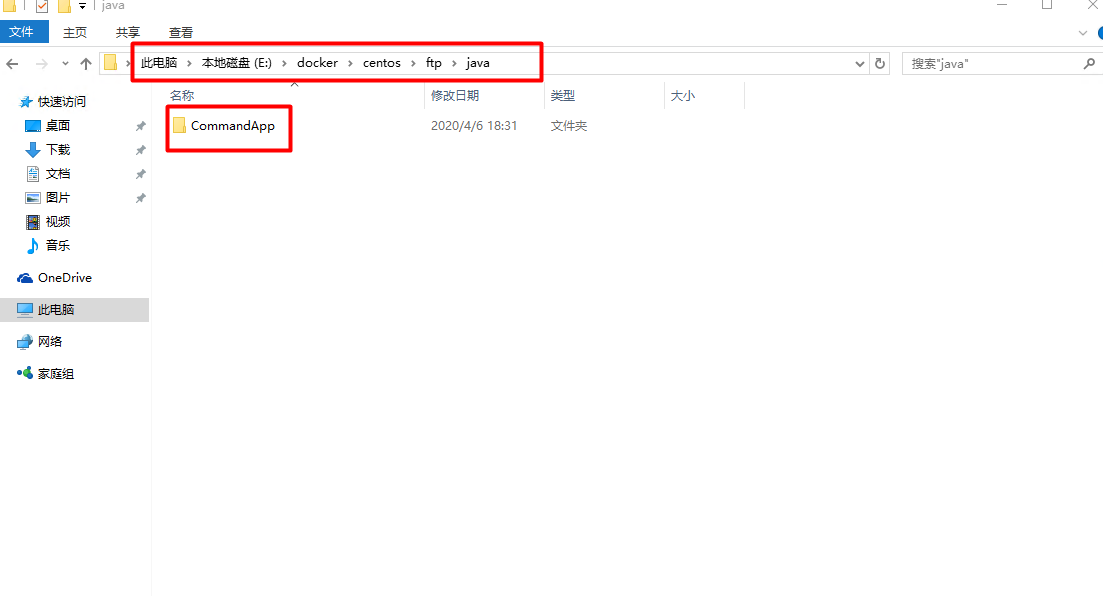 java
文件 主页 共享 查看
此电脑 › 本地磁盘 (E:) › docker › centos › ftp › java 搜索"java"
名称 修改日期 类型 大小
CommandApp 2020/4/6 18:31 文件夹
快速访问
桌面
下载
文档
图片
视频
音乐
OneDrive
此电脑
网络
家庭组